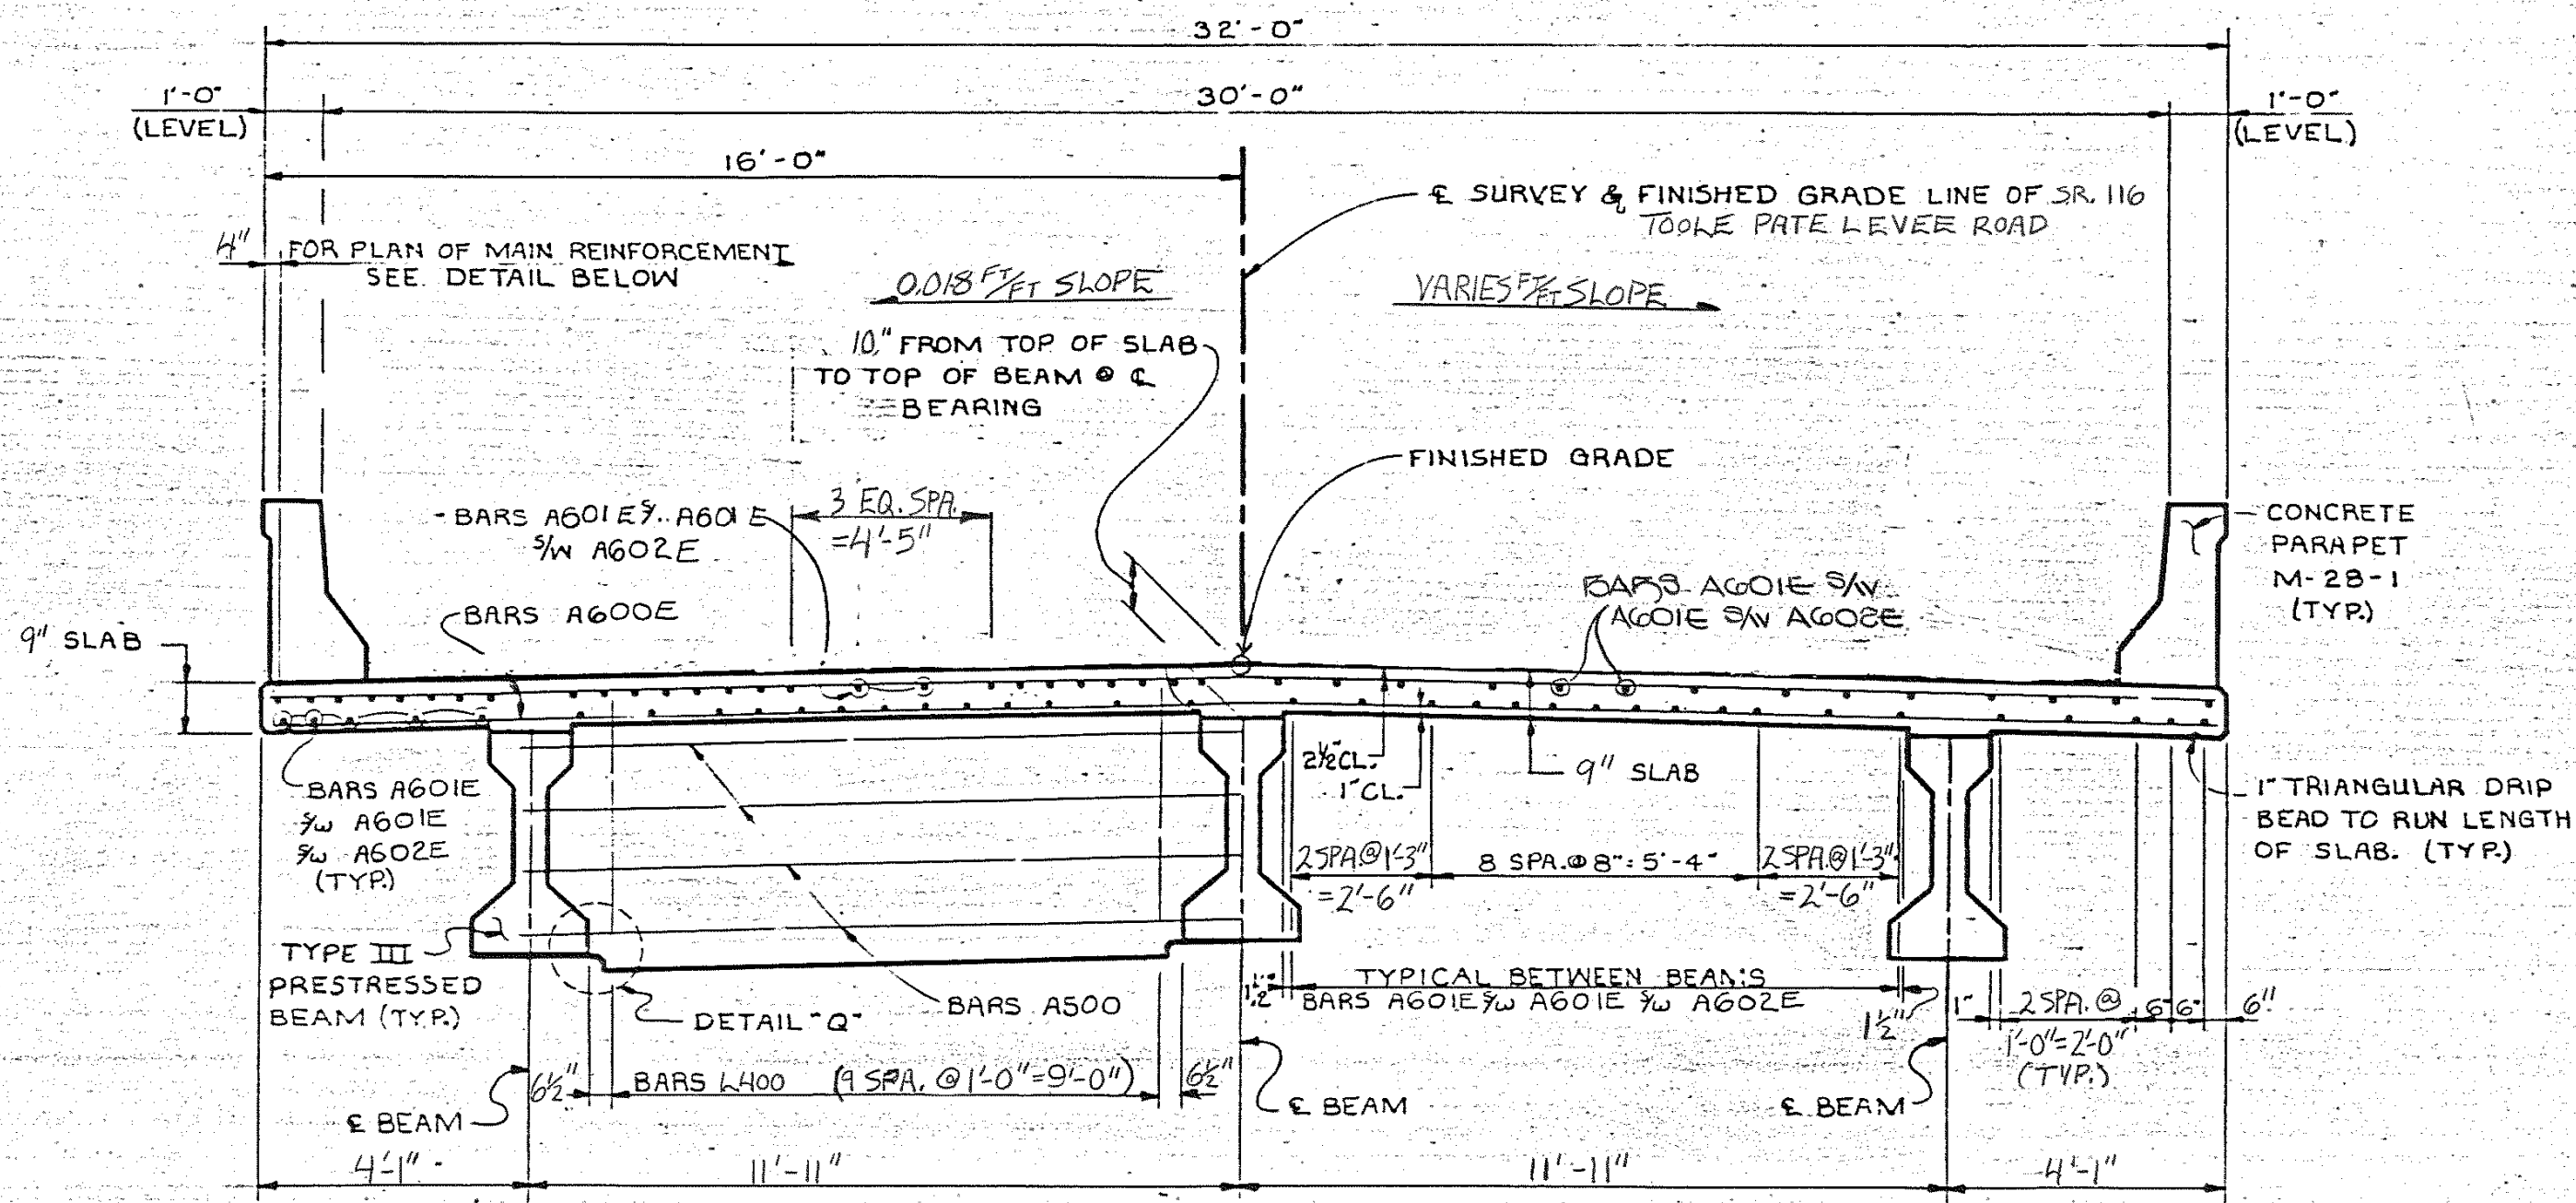 32'-0"
1'-0"
(LEVEL)
30'-0"
1'-0"
(LEVEL)
16'-0"
℄ SURVEY & FINISHED GRADE LINE OF SR. 116
TOOLE PATE LEVEE ROAD
4"
FOR PLAN OF MAIN REINFORCEMENT
SEE DETAIL BELOW
0.018 FT/FT SLOPE
VARIES FT/FT SLOPE
10" FROM TOP OF SLAB
TO TOP OF BEAM @ ℄
BEARING
FINISHED GRADE
BARS A601E S/W A601E
S/W A602E
3 EQ. SPA.
=4'-5"
CONCRETE
PARAPET
M-28-1
(TYP.)
BARS A600E
BARS A601E S/W
A601E S/W A602E
9" SLAB
2½"CL.
1"CL.
9" SLAB
BARS A601E
S/W A601E
S/W A602E
(TYP.)
1" TRIANGULAR DRIP
BEAD TO RUN LENGTH
OF SLAB. (TYP.)
2 SPA.@1'-3"
=2'-6"
8 SPA.@8"=5'-4"
2 SPA.@1'-3"
=2'-6"
TYPE III
PRESTRESSED
BEAM (TYP.)
DETAIL "Q"
BARS A500
1½"
TYPICAL BETWEEN BEAMS
BARS A601E S/W A601E S/W A602E
1½"
1"
2 SPA. @
1'-0"=2'-0"
(TYP.)
6"
6"
6"
6½"
BARS L400 (9 SPA. @ 1'-0"=9'-0")
6½"
℄ BEAM
℄ BEAM
℄ BEAM
4'-1"
11'-11"
11'-11"
4'-1"